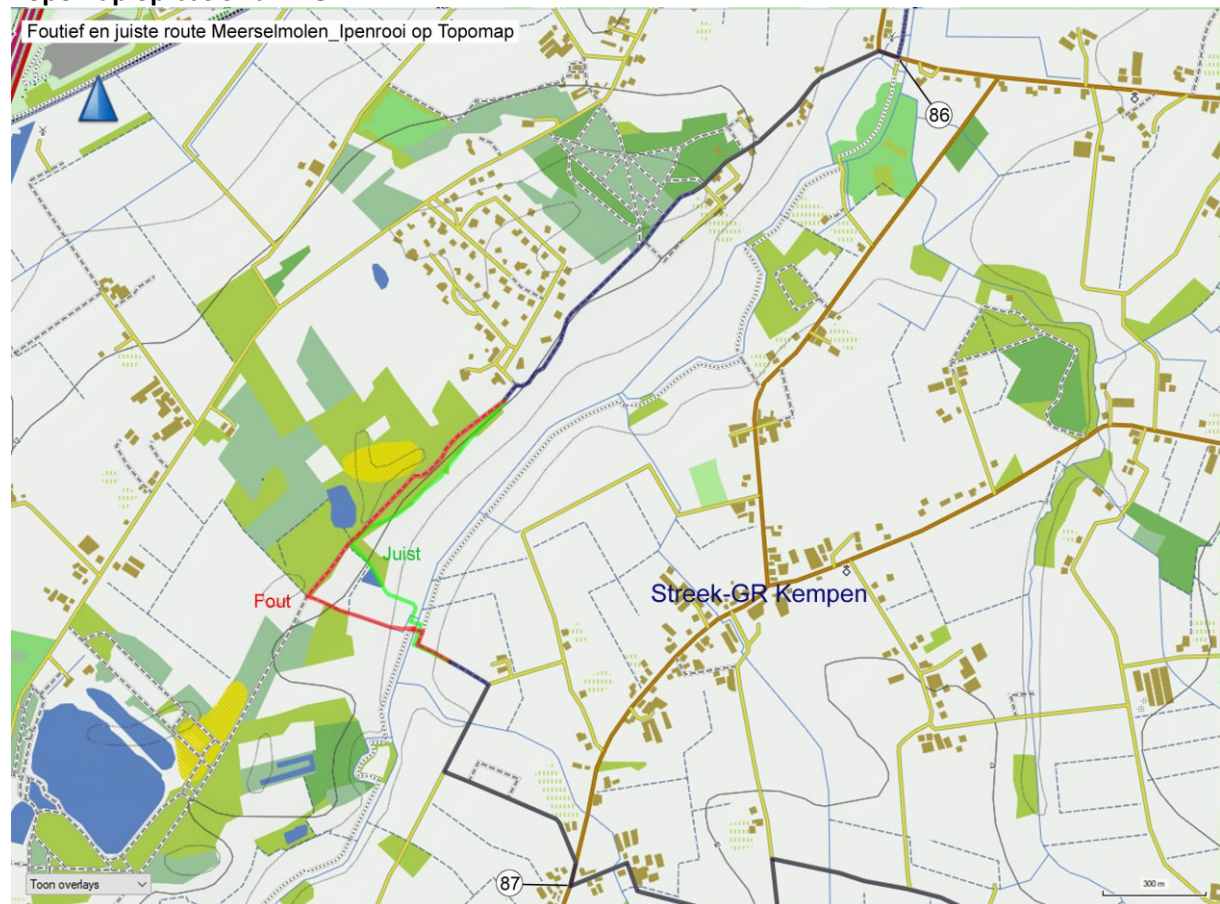 Foutief en juiste route Meerselmolen_Ipenrooi op Topomap
86
Juist
Fout
Streek-GR Kempen
87
Toon overlays
300 m